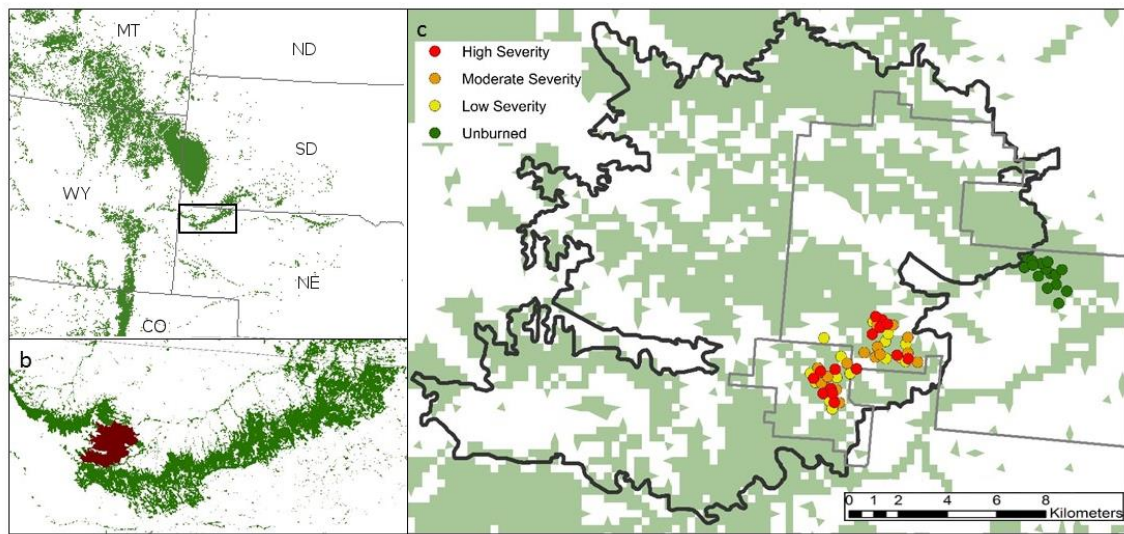 MT
ND
SD
WY
NE
CO
b
c
High Severity
Moderate Severity
Low Severity
Unburned
0 1 2 4 6 8
Kilometers